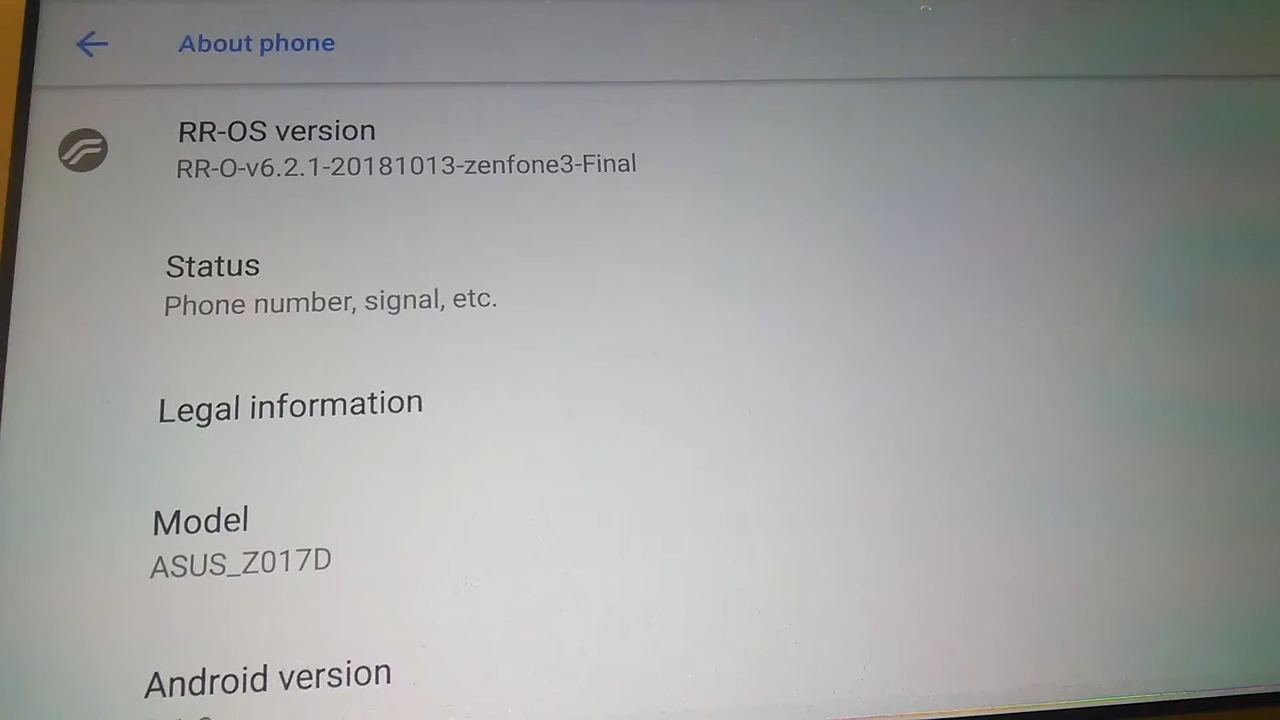 About phone
RR-OS version
RR-O-v6.2.1-20181013-zenfone3-Final
Status
Phone number, signal, etc.
Legal information
Model
ASUS_Z017D
Android version